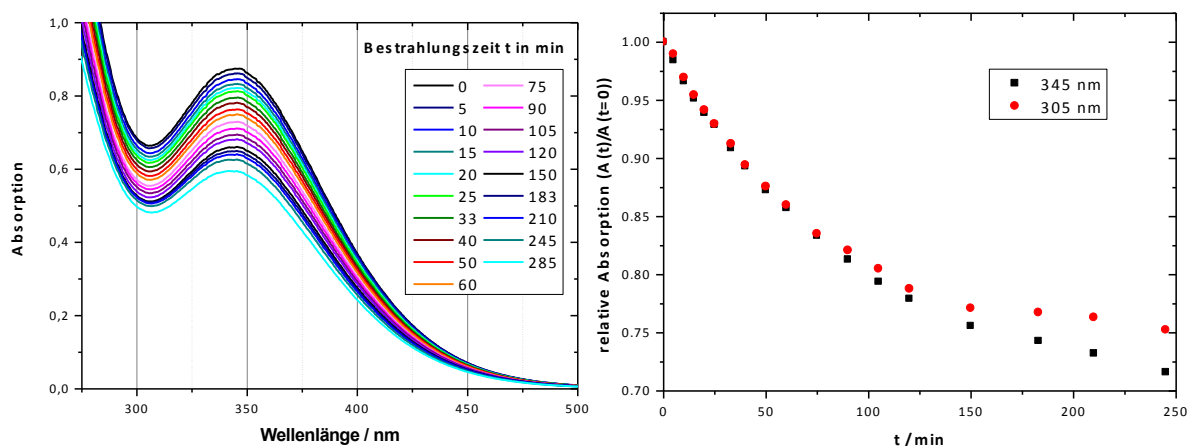 1,0
0,8
0,6
0,4
0,2
0,0
Absorption
Bestrahlungszeit t in min
0 75
5 90
10 105
15 120
20 150
25 183
33 210
40 245
50 285
60
300 350 400 450 500
Wellenlänge / nm
1.00
0.95
0.90
0.85
0.80
0.75
0.70
relative Absorption (A(t)/A(t=0))
345 nm
305 nm
0 50 100 150 200 250
t / min